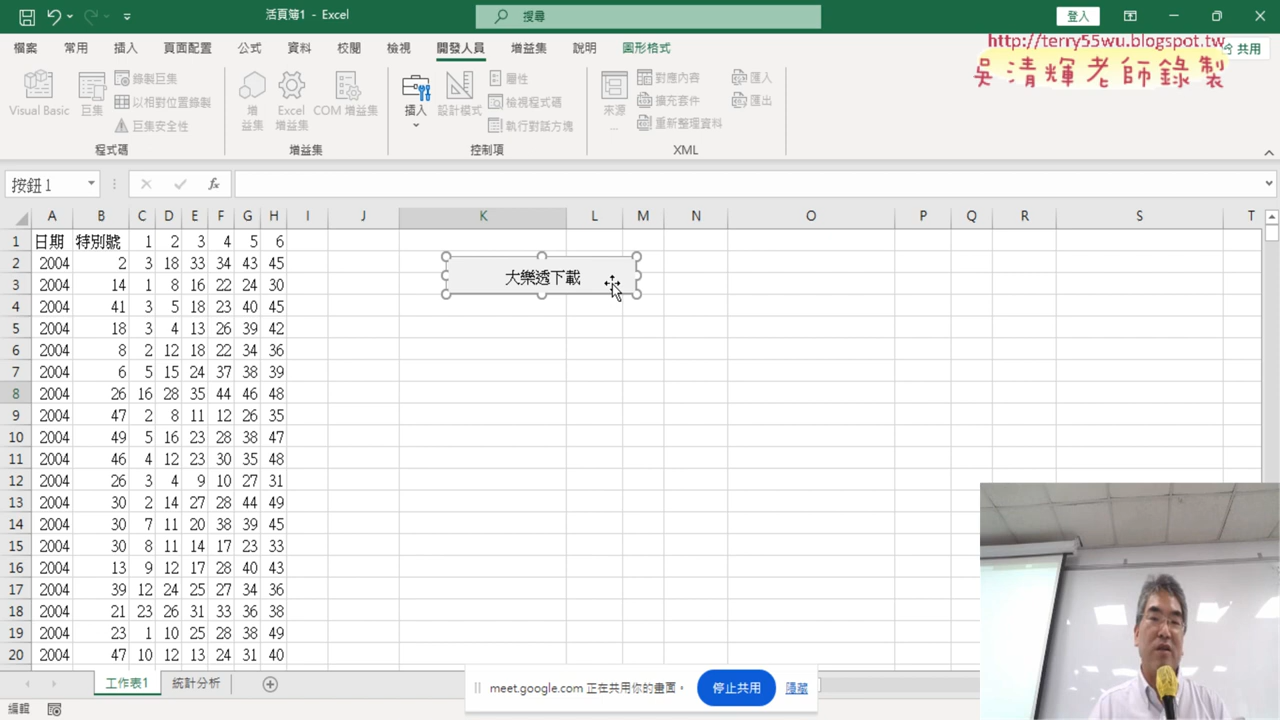 活頁簿1 - Excel
搜尋
登入
檔案 常用 插入 頁面配置 公式 資料 校閱 檢視 開發人員 增益集 說明 圖形格式
共用
http://terry55wu.blogspot.tw
吳清輝老師錄製
Visual Basic
巨集
錄製巨集
以相對位置錄製
巨集安全性
程式碼
增益集
Excel 增益集
COM 增益集
增益集
插入
設計模式
屬性
檢視程式碼
執行對話方塊
控制項
來源...
對應內容
擴充套件
重新整理資料
匯入
匯出
XML
按鈕 1
fx
A B C D E F G H I J K L M N O P Q R S T
1 日期 特別號 1 2 3 4 5 6
2 2004 2 3 18 33 34 43 45
大樂透下載
3 2004 14 1 8 16 22 24 30
4 2004 41 3 5 18 23 40 45
5 2004 18 3 4 13 26 39 42
6 2004 8 2 12 18 22 34 36
7 2004 6 5 15 24 37 38 39
8 2004 26 16 28 35 44 46 48
9 2004 47 2 8 11 12 26 35
10 2004 49 5 16 23 28 38 47
11 2004 46 4 12 23 30 35 48
12 2004 26 3 4 9 10 27 31
13 2004 30 2 14 27 28 44 49
14 2004 30 7 11 20 38 39 45
15 2004 30 8 11 14 17 23 33
16 2004 13 9 12 17 28 40 43
17 2004 39 12 24 25 27 34 36
18 2004 21 23 26 31 33 36 38
19 2004 23 1 10 25 28 38 49
20 2004 47 10 12 13 24 31 40
工作表1 統計分析
meet.google.com 正在共用你的畫面。
停止共用
隱藏
編輯